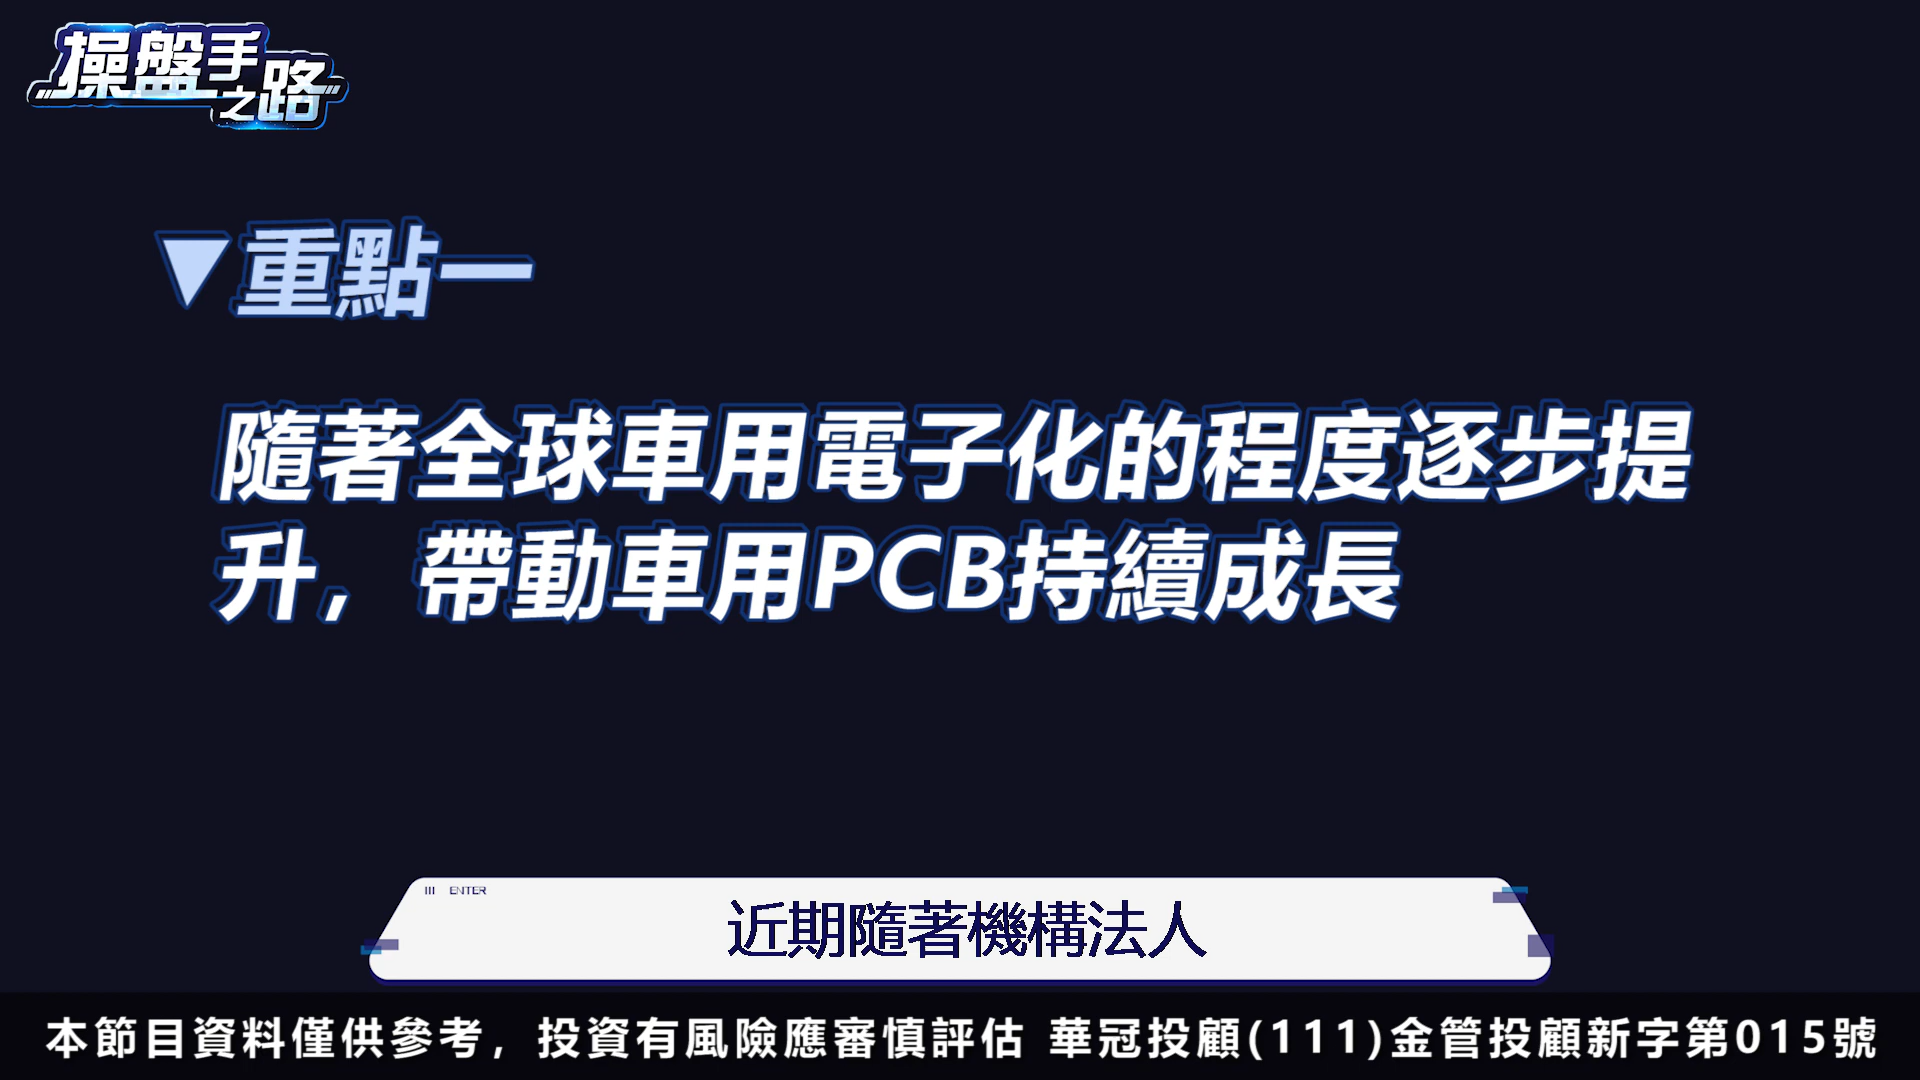 操盤手之路
▼重點一
隨著全球車用電子化的程度逐步提
升，帶動車用PCB持續成長
III ENTER
近期隨著機構法人
本節目資料僅供參考，投資有風險應審慎評估 華冠投顧(111)金管投顧新字第015號